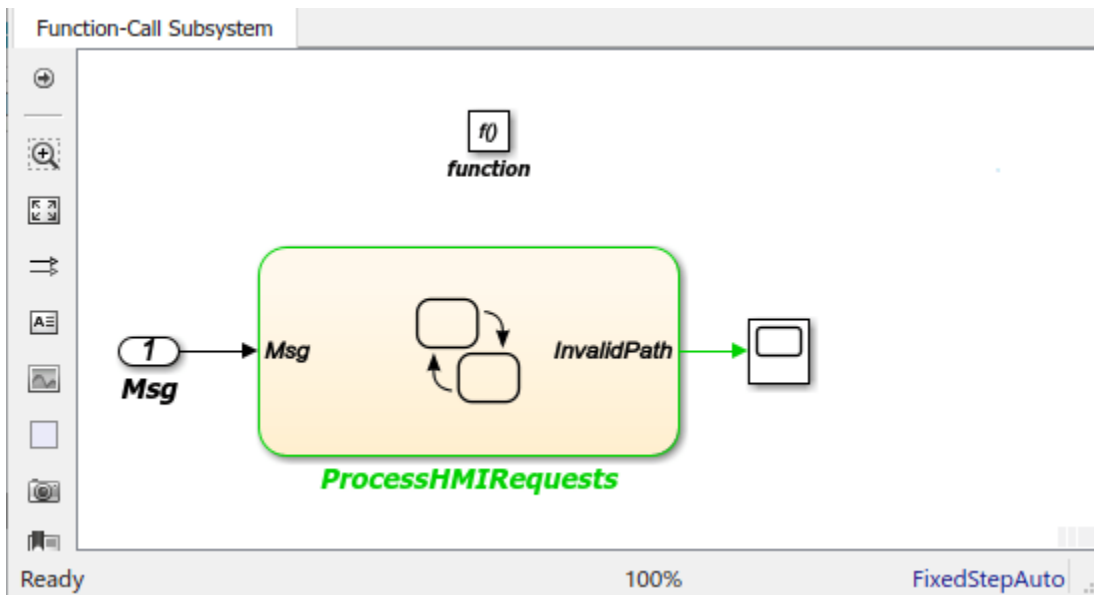 Function-Call Subsystem
f()
function
1
Msg
Msg
InvalidPath
ProcessHMIRequests
A
Ready
100%
FixedStepAuto